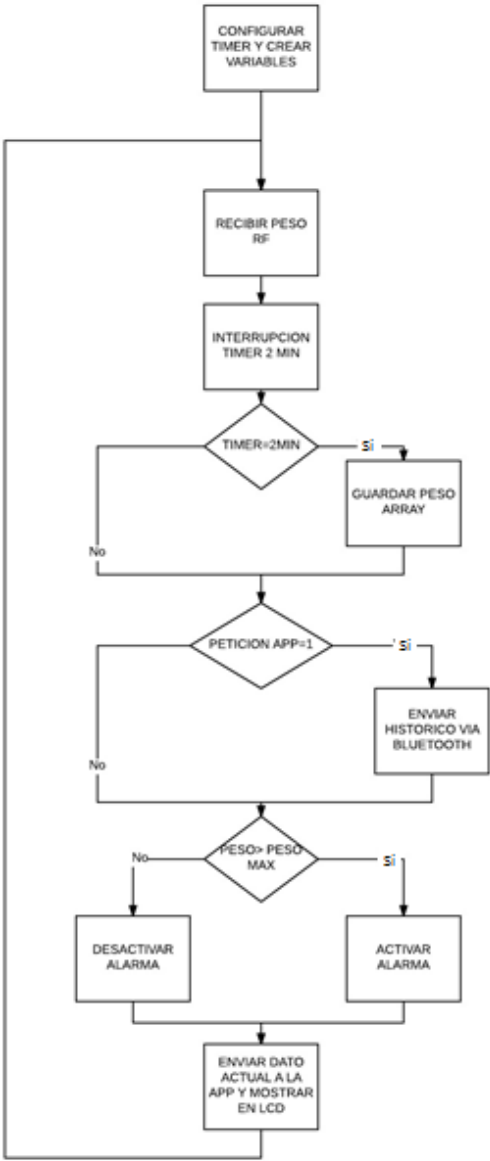 CONFIGURAR
TIMER Y CREAR
VARIABLES
RECIBIR PESO
RF
INTERRUPCION
TIMER 2 MIN
TIMER=2MIN
Si
GUARDAR PESO
ARRAY
No
PETICION APP=1
' Si
ENVIAR
HISTORICO VIA
BLUETOOTH
No
PESO> PESO
MAX
No
Si
DESACTIVAR
ALARMA
ACTIVAR
ALARMA
ENVIAR DATO
ACTUAL A LA
APP Y MOSTRAR
EN LCD